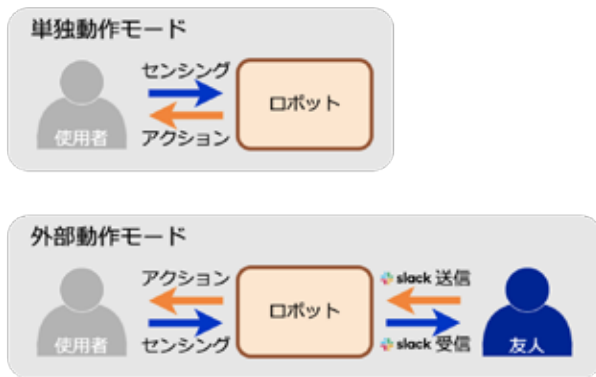 単独動作モード
センシング
ロボット
使用者
アクション
外部動作モード
アクション
slack 送信
ロボット
使用者
センシング
slack 受信
友人